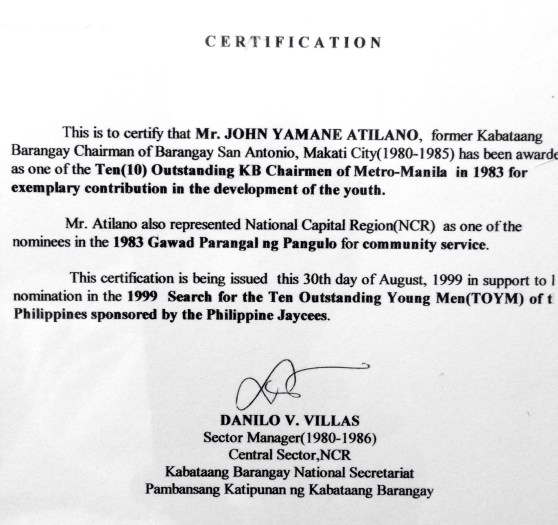 CERTIFICATION
This is to certify that Mr. JOHN YAMANE ATILANO, former Kabataang
Barangay Chairman of Barangay San Antonio, Makati City(1980-1985) has been awarde
as one of the Ten(10) Outstanding KB Chairmen of Metro-Manila in 1983 for
exemplary contribution in the development of the youth.
Mr. Atilano also represented National Capital Region(NCR) as one of the
nominees in the 1983 Gawad Parangal ng Pangulo for community service.
This certification is being issued this 30th day of August, 1999 in support to
nomination in the 1999 Search for the Ten Outstanding Young Men(TOYM) of t
Philippines sponsored by the Philippine Jaycees.
DANILO V. VILLAS
Sector Manager(1980-1986)
Central Sector,NCR
Kabataang Barangay National Secretariat
Pambansang Katipunan ng Kabataang Barangay